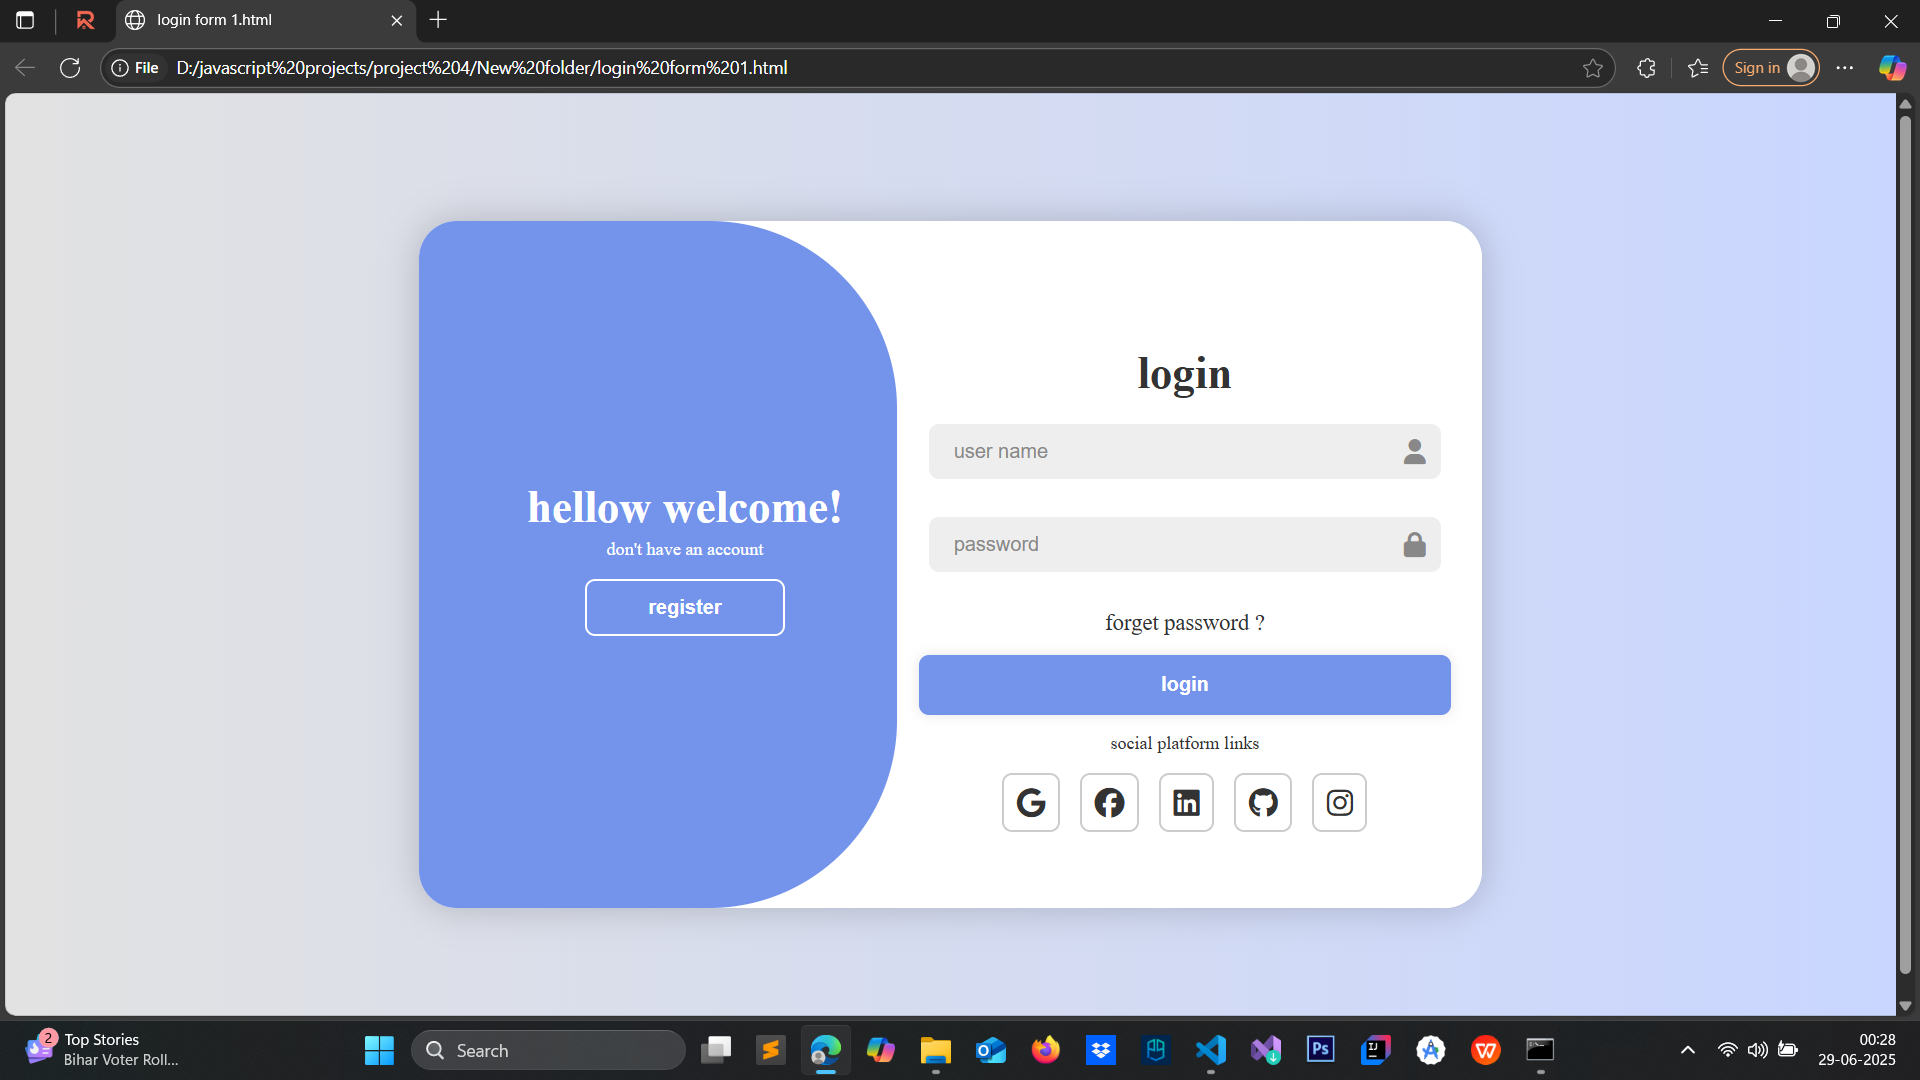 login form 1.html
File
D:/javascript%20projects/project%204/New%20folder/login%20form%201.html
Sign in
hellow welcome!
don't have an account
register
login
user name
password
forget password ?
login
social platform links
2
Top Stories
Bihar Voter Roll...
Search
Ps
00:28
29-06-2025